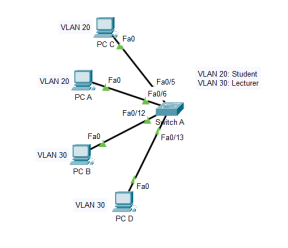 VLAN 20
Fa0
PC C
Fa0/5
VLAN 20
Fa0
Fa0/6
PC A
VLAN 20: Student
VLAN 30: Lecturer
Fa0/12
Switch A
Fa0/13
VLAN 30
Fa0
PC B
Fa0
VLAN 30
PC D